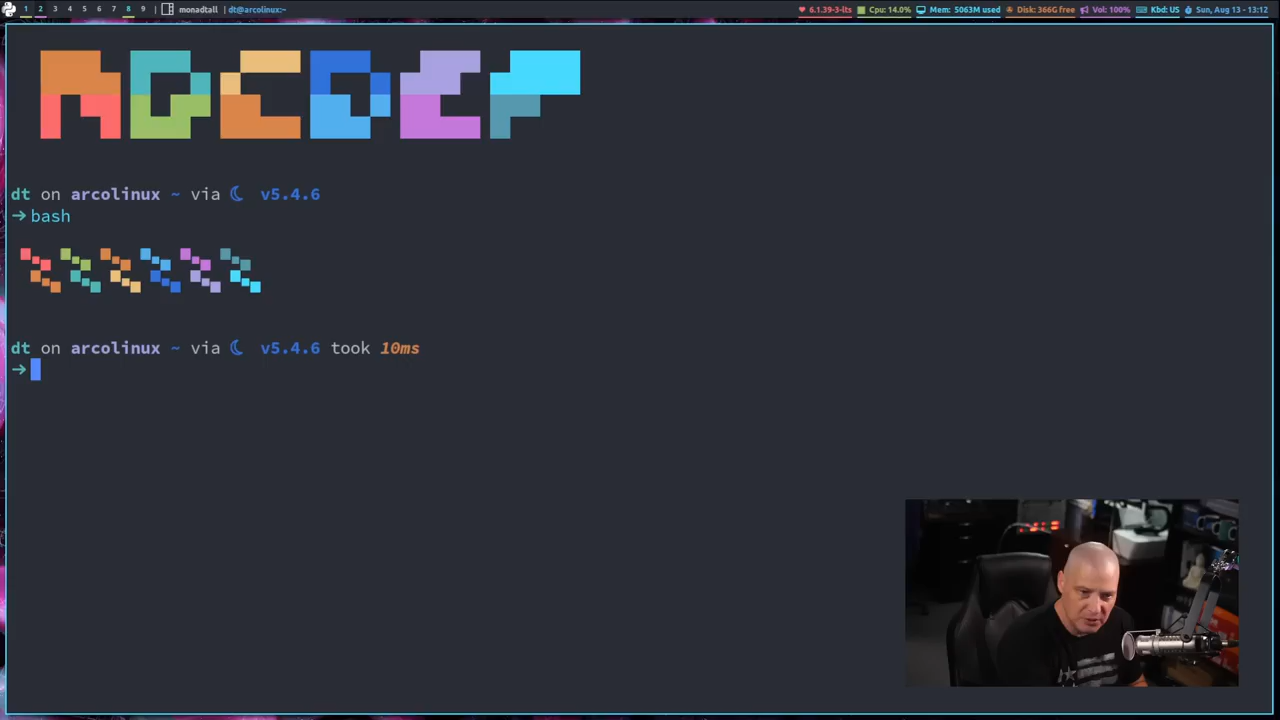 1 2 3 4 5 6 7 8 9 | monadtall | dt@arcolinux:~ 6.1.39-3-lts Cpu: 14.0% Mem: 5063M used Disk: 366G free Vol: 100% Kbd: US Sun, Aug 13 - 13:12
dt on arcolinux ~ via v5.4.6
→ bash
dt on arcolinux ~ via v5.4.6 took 10ms
→